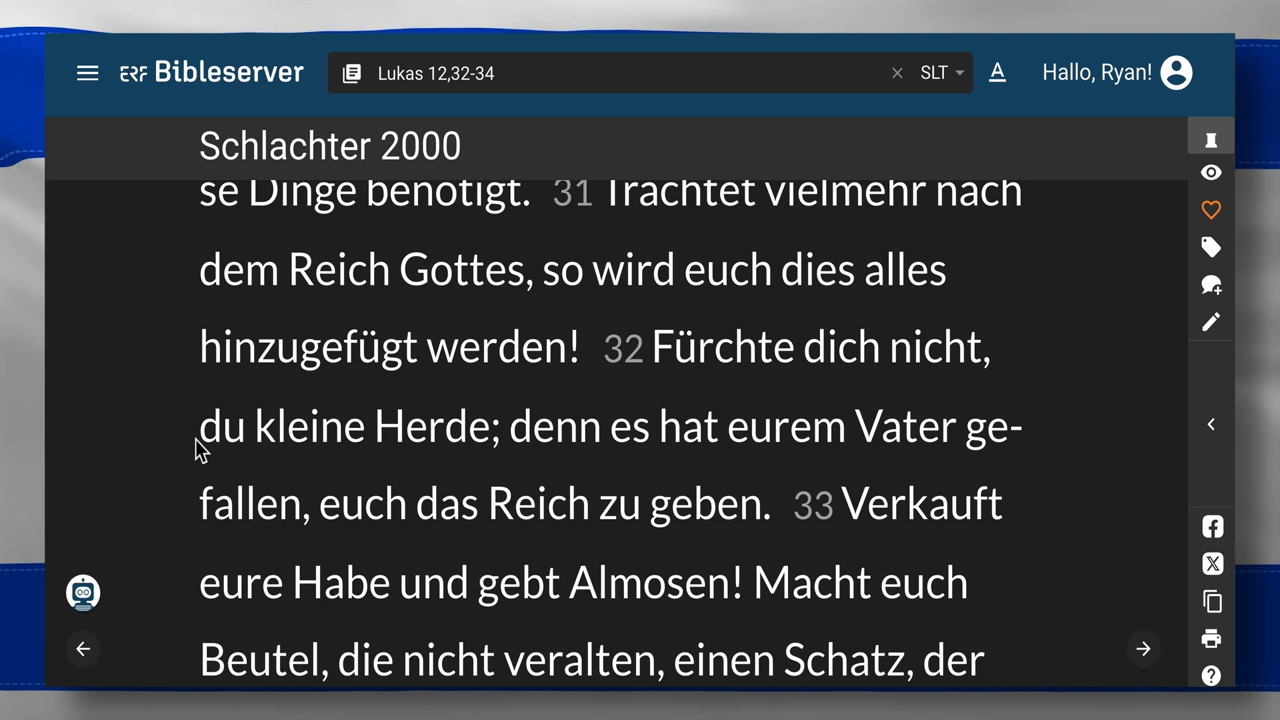 ERF Bibleserver
Lukas 12,32-34
SLT
Hallo, Ryan!
Schlachter 2000
se Dinge benötigt. 31 Trachtet vielmehr nach
dem Reich Gottes, so wird euch dies alles
hinzugefügt werden! 32 Fürchte dich nicht,
du kleine Herde; denn es hat eurem Vater ge-
fallen, euch das Reich zu geben. 33 Verkauft
eure Habe und gebt Almosen! Macht euch
Beutel, die nicht veralten, einen Schatz, der